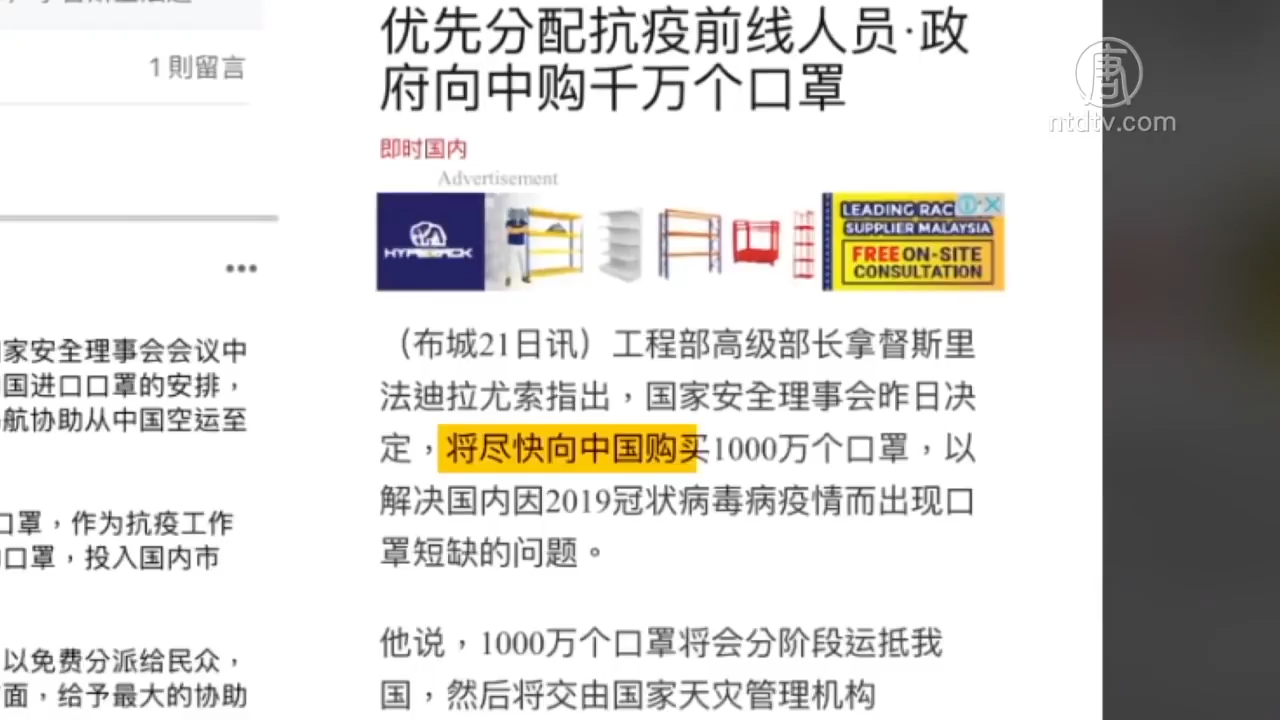 1則留言
•••
家安全理事会会议中
国进口口罩的安排，
航协助从中国空运至
口罩，作为抗疫工作
口罩，投入国内市
以免费分派给民众，
面，给予最大的协助
优先分配抗疫前线人员·政
府向中购千万个口罩
即时国内
Advertisement
HYPERACK
LEADING RAC
SUPPLIER MALAYSIA
FREE ON-SITE
CONSULTATION
（布城21日讯）工程部高级部长拿督斯里
法迪拉尤索指出，国家安全理事会昨日决
定，将尽快向中国购买1000万个口罩，以
解决国内因2019冠状病毒病疫情而出现口
罩短缺的问题。
他说，1000万个口罩将会分阶段运抵我
国，然后将交由国家天灾管理机构
唐
ntdtv.com